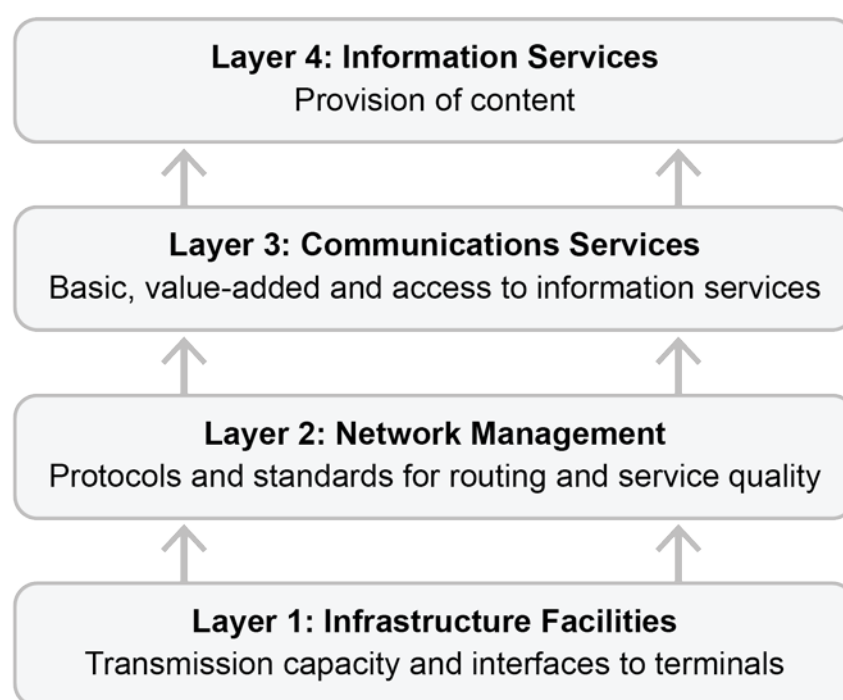 Layer 4: Information Services
Provision of content
Layer 3: Communications Services
Basic, value-added and access to information services
Layer 2: Network Management
Protocols and standards for routing and service quality
Layer 1: Infrastructure Facilities
Transmission capacity and interfaces to terminals